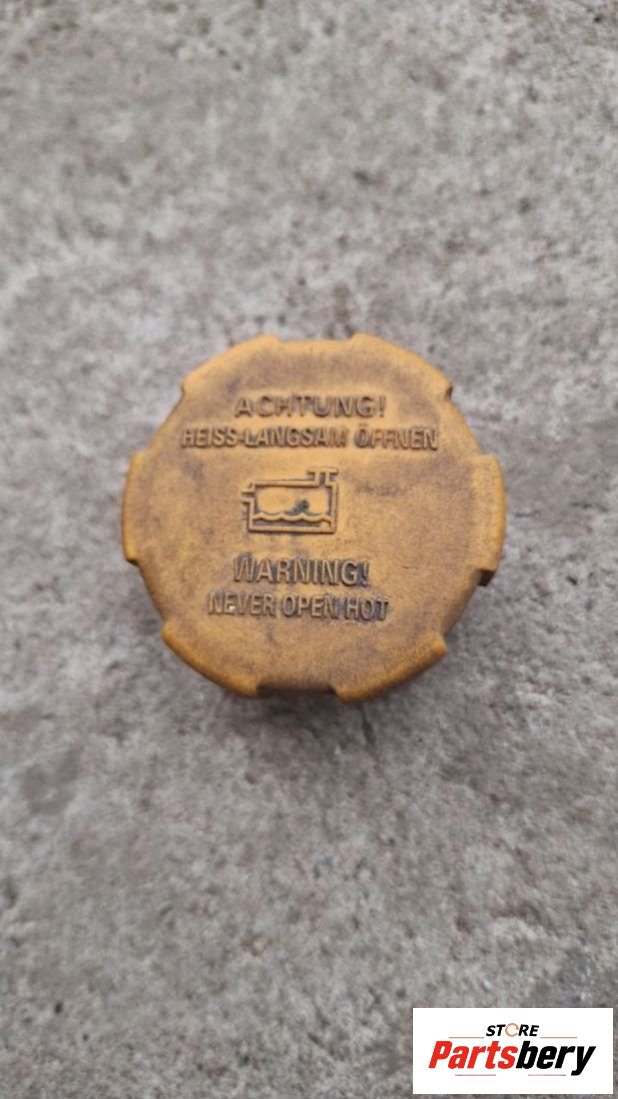 ACHTUNG!
HEISS-LANGSAM ÖFFNEN
WARNING!
NEVER OPEN HOT
STORE
Partsbery